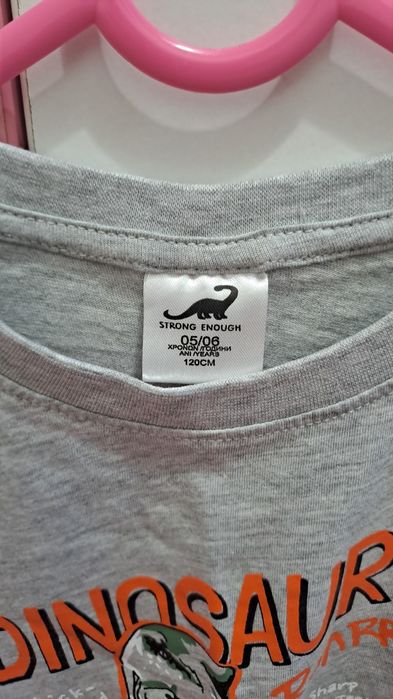 STRONG ENOUGH
05/06
ΧΡΟΝΩΝ /ГОДИНИ
ANI /YEARS
120CM
DINOSAUR